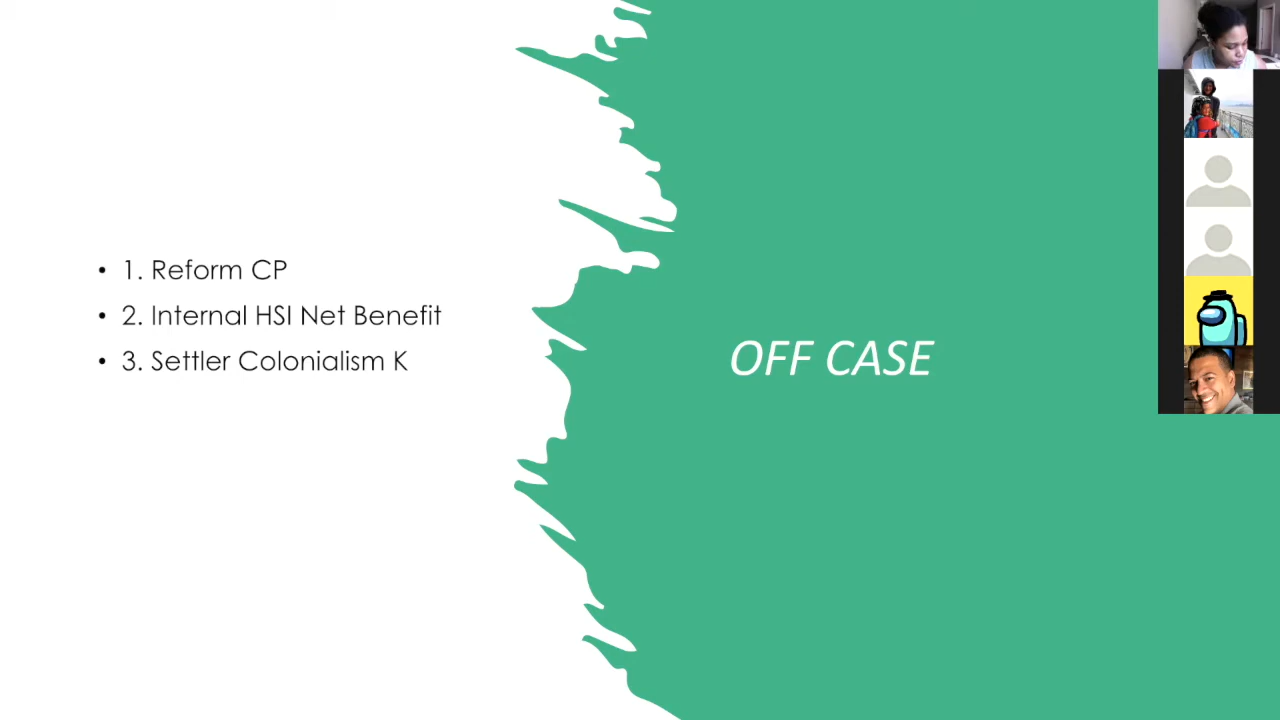 • 1. Reform CP
• 2. Internal HSI Net Benefit
• 3. Settler Colonialism K
OFF CASE